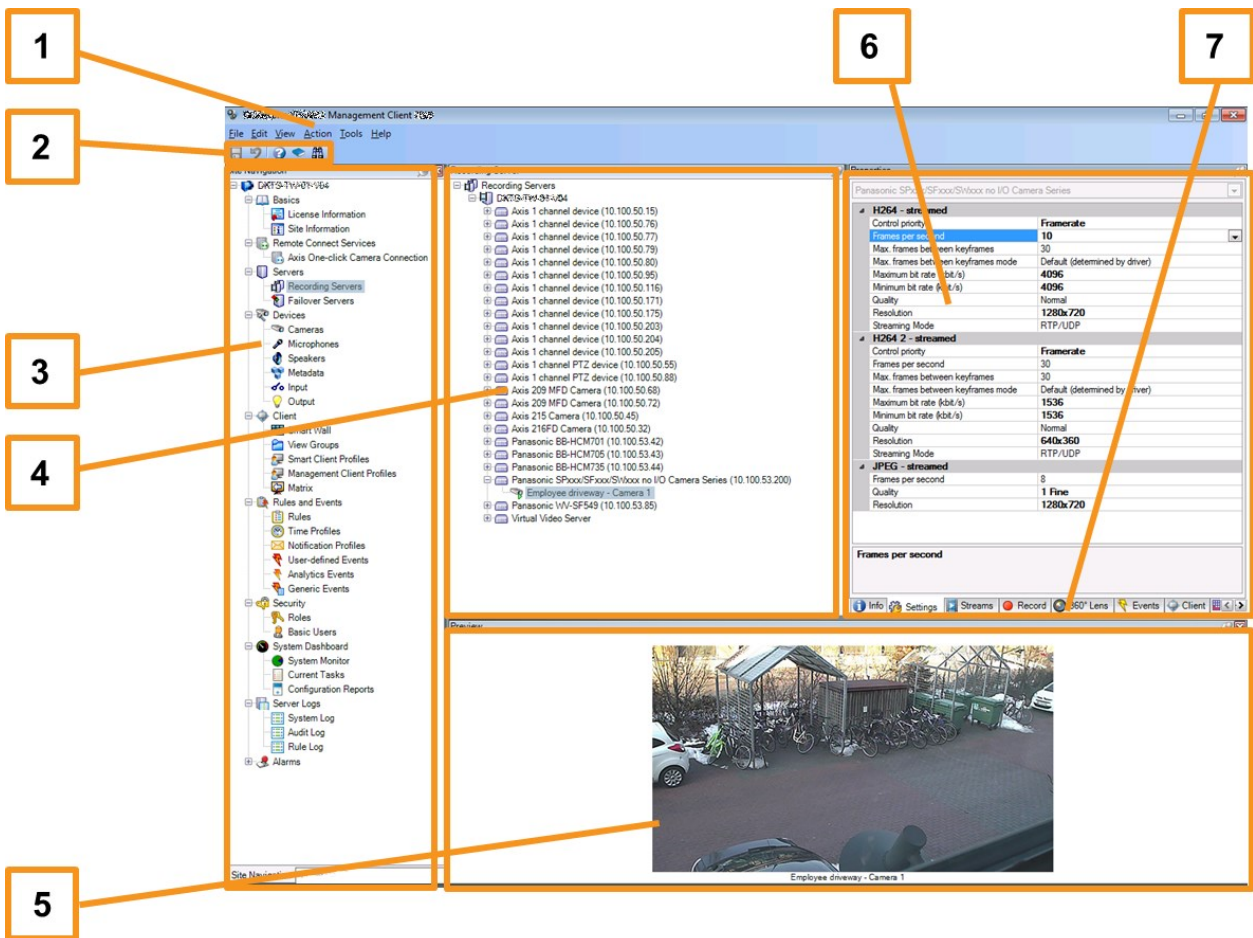 1
6
7
2
3
4
5
Management Client
File Edit View Action Tools Help
Site Navigation
Basics
License Information
Site Information
Remote Connect Services
Axis One-click Camera Connection
Servers
Recording Servers
Failover Servers
Devices
Cameras
Microphones
Speakers
Metadata
Input
Output
Client
Smart Wall
View Groups
Smart Client Profiles
Management Client Profiles
Matrix
Rules and Events
Rules
Time Profiles
Notification Profiles
User-defined Events
Analytics Events
Generic Events
Security
Roles
Basic Users
System Dashboard
System Monitor
Current Tasks
Configuration Reports
Server Logs
System Log
Audit Log
Rule Log
Alarms
Site Navigation
Recording Server
Recording Servers
Axis 1 channel device (10.100.50.15)
Axis 1 channel device (10.100.50.76)
Axis 1 channel device (10.100.50.77)
Axis 1 channel device (10.100.50.79)
Axis 1 channel device (10.100.50.80)
Axis 1 channel device (10.100.50.95)
Axis 1 channel device (10.100.50.116)
Axis 1 channel device (10.100.50.171)
Axis 1 channel device (10.100.50.175)
Axis 1 channel device (10.100.50.203)
Axis 1 channel device (10.100.50.204)
Axis 1 channel device (10.100.50.205)
Axis 1 channel PTZ device (10.100.50.55)
Axis 1 channel PTZ device (10.100.50.88)
Axis 209 MFD Camera (10.100.50.68)
Axis 209 MFD Camera (10.100.50.72)
Axis 215 Camera (10.100.50.45)
Axis 216FD Camera (10.100.50.32)
Panasonic BB-HCM701 (10.100.53.42)
Panasonic BB-HCM705 (10.100.53.43)
Panasonic BB-HCM735 (10.100.53.44)
Panasonic SPxxx/SFxxx/SWxxx no I/O Camera Series (10.100.53.200)
Employee driveway - Camera 1
Panasonic WV-SF549 (10.100.53.85)
Virtual Video Server
Properties
Panasonic SPxxx/SFxxx/SWxxx no I/O Camera Series
H264 - streamed
Control priority Framerate
Frames per second 10
Max. frames between keyframes 30
Max. frames between keyframes mode Default (determined by driver)
Maximum bit rate (kbit/s) 4096
Minimum bit rate (kbit/s) 4096
Quality Normal
Resolution 1280x720
Streaming Mode RTP/UDP
H264 2 - streamed
Control priority Framerate
Frames per second 30
Max. frames between keyframes 30
Max. frames between keyframes mode Default (determined by driver)
Maximum bit rate (kbit/s) 1536
Minimum bit rate (kbit/s) 1536
Quality Normal
Resolution 640x360
Streaming Mode RTP/UDP
JPEG - streamed
Frames per second 8
Quality 1 Fine
Resolution 1280x720
Frames per second
Info Settings Streams Record 360° Lens Events Client
Preview
Employee driveway - Camera 1